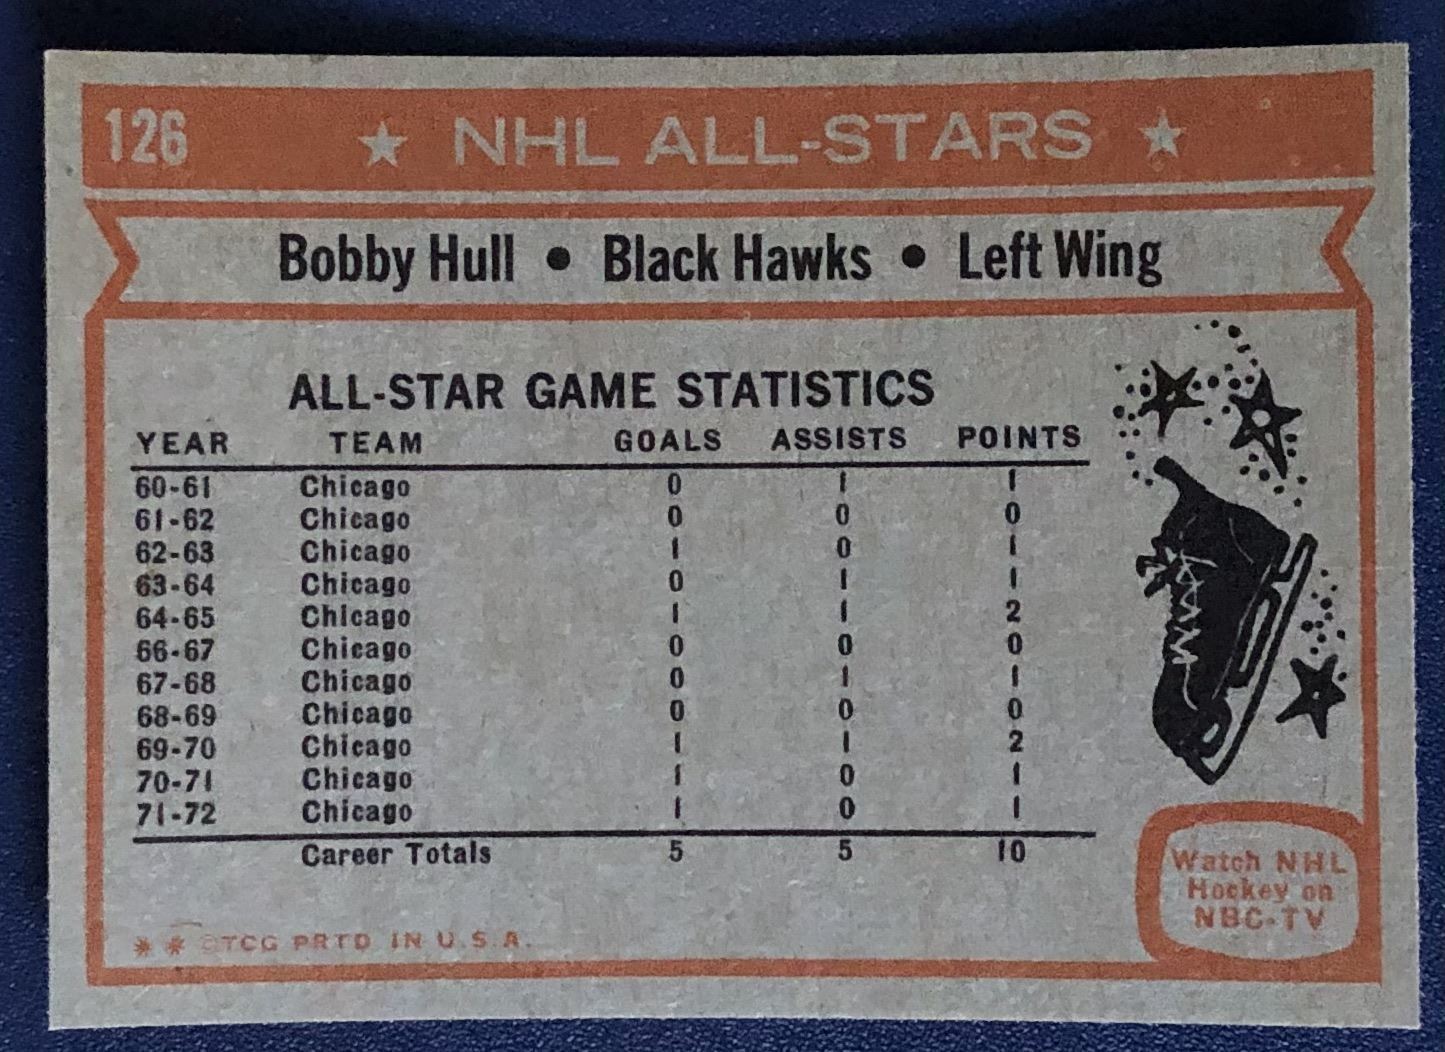 126 ★ NHL ALL-STARS ★
Bobby Hull • Black Hawks • Left Wing
ALL-STAR GAME STATISTICS
YEAR TEAM GOALS ASSISTS POINTS
60-61 Chicago 0 1 1
61-62 Chicago 0 0 0
62-63 Chicago 1 0 1
63-64 Chicago 0 1 1
64-65 Chicago 1 1 2
66-67 Chicago 0 0 0
67-68 Chicago 0 1 1
68-69 Chicago 0 0 0
69-70 Chicago 1 1 2
70-71 Chicago 1 0 1
71-72 Chicago 1 0 1
Career Totals 5 5 10
Watch NHL
Hockey on
NBC-TV
* * ©TCG PRTD IN U.S.A.